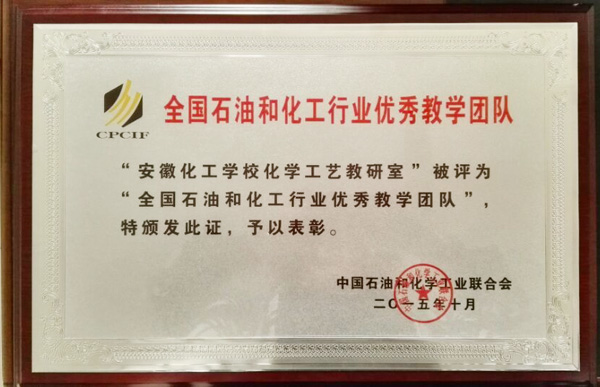 CPCIF
全国石油和化工行业优秀教学团队
“安徽化工学校化学工艺教研室”被评为
“全国石油和化工行业优秀教学团队”，
特颁发此证，予以表彰。
中国石油和化学工业联合会
二〇一五年十月